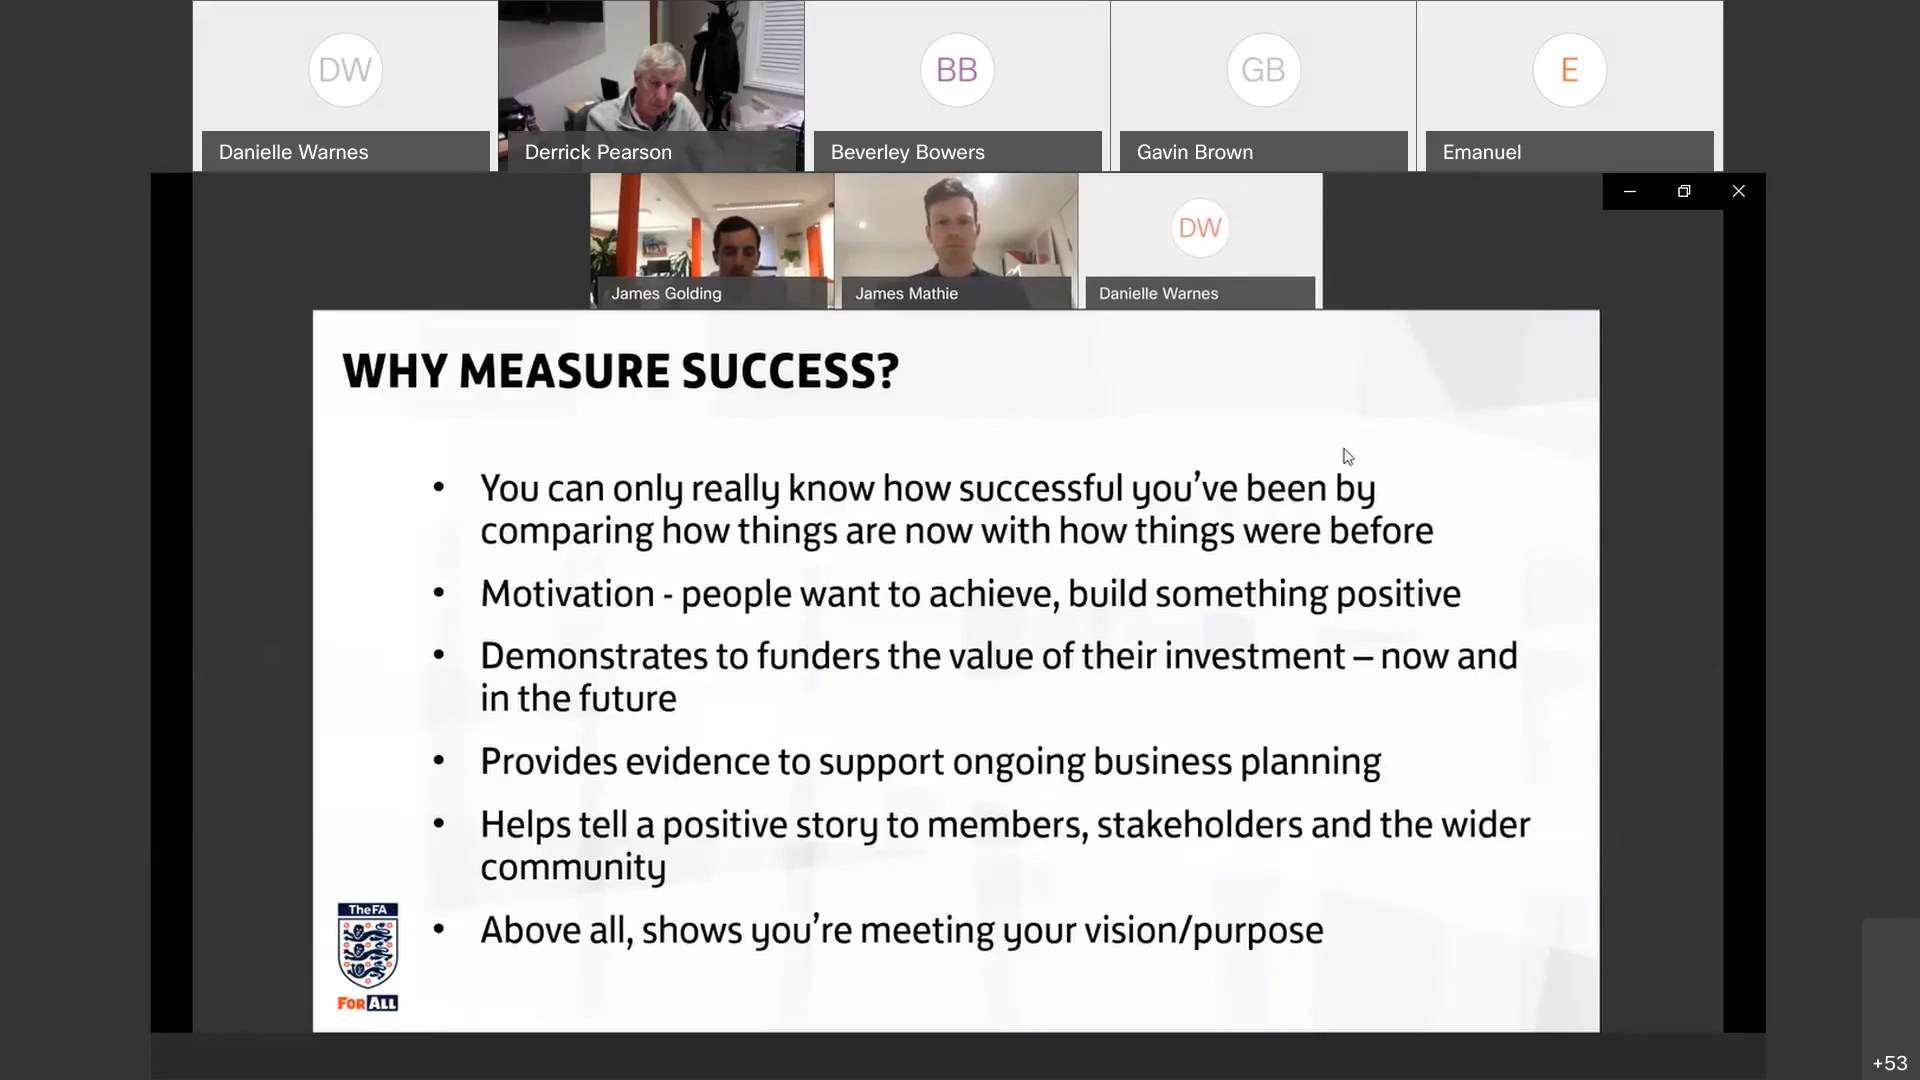 DW
BB
GB
E
Danielle Warnes
Derrick Pearson
Beverley Bowers
Gavin Brown
Emanuel
DW
James Golding
James Mathie
Danielle Warnes
WHY MEASURE SUCCESS?
• You can only really know how successful you’ve been by
comparing how things are now with how things were before
• Motivation - people want to achieve, build something positive
• Demonstrates to funders the value of their investment – now and
in the future
• Provides evidence to support ongoing business planning
• Helps tell a positive story to members, stakeholders and the wider
community
• Above all, shows you’re meeting your vision/purpose
TheFA
FOR ALL
+53